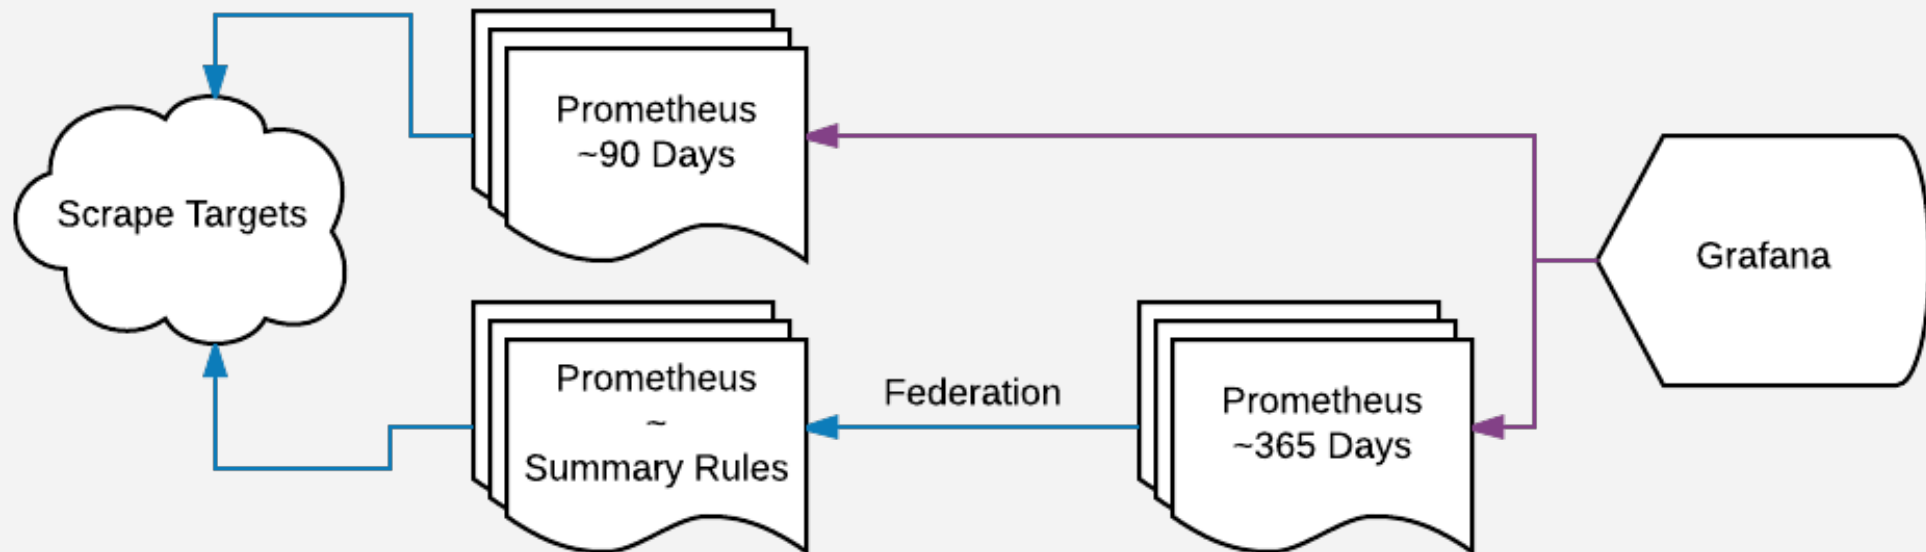 Prometheus
~90 Days
Scrape Targets
Grafana
Prometheus
~
Summary Rules
Federation
Prometheus
~365 Days